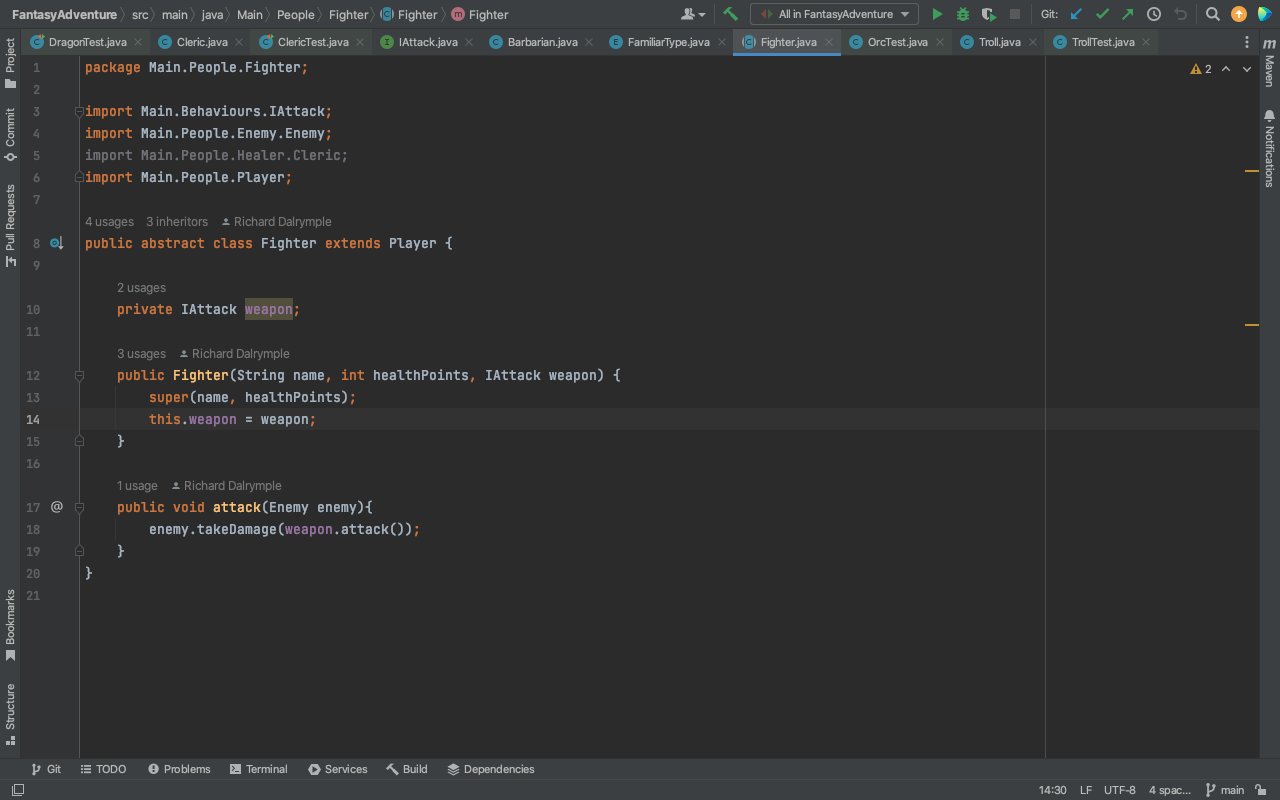 FantasyAdventure src main java Main People Fighter Fighter m Fighter All in FantasyAdventure Git:
DragonTest.java Cleric.java ClericTest.java IAttack.java Barbarian.java FamiliarType.java Fighter.java OrcTest.java Troll.java TrollTest.java
Project
Commit
Pull Requests
Bookmarks
Structure
1 package Main.People.Fighter;
2
3 import Main.Behaviours.IAttack;
4 import Main.People.Enemy.Enemy;
5 import Main.People.Healer.Cleric;
6 import Main.People.Player;
7
4 usages 3 inheritors Richard Dalrymple
8 public abstract class Fighter extends Player {
9
2 usages
10 private IAttack weapon;
11
3 usages Richard Dalrymple
12 public Fighter(String name, int healthPoints, IAttack weapon) {
13 super(name, healthPoints);
14 this.weapon = weapon;
15 }
16
1 usage Richard Dalrymple
17 @ public void attack(Enemy enemy){
18 enemy.takeDamage(weapon.attack());
19 }
20 }
21
2
m Maven
Notifications
Git TODO Problems Terminal Services Build Dependencies
14:30 LF UTF-8 4 spac... main